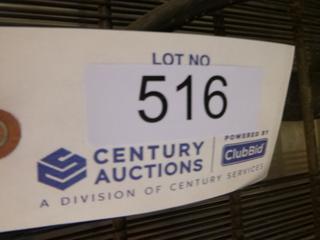 LOT NO
516
CENTURY
AUCTIONS
POWERED BY
ClubBid
A DIVISION OF CENTURY SERVICES